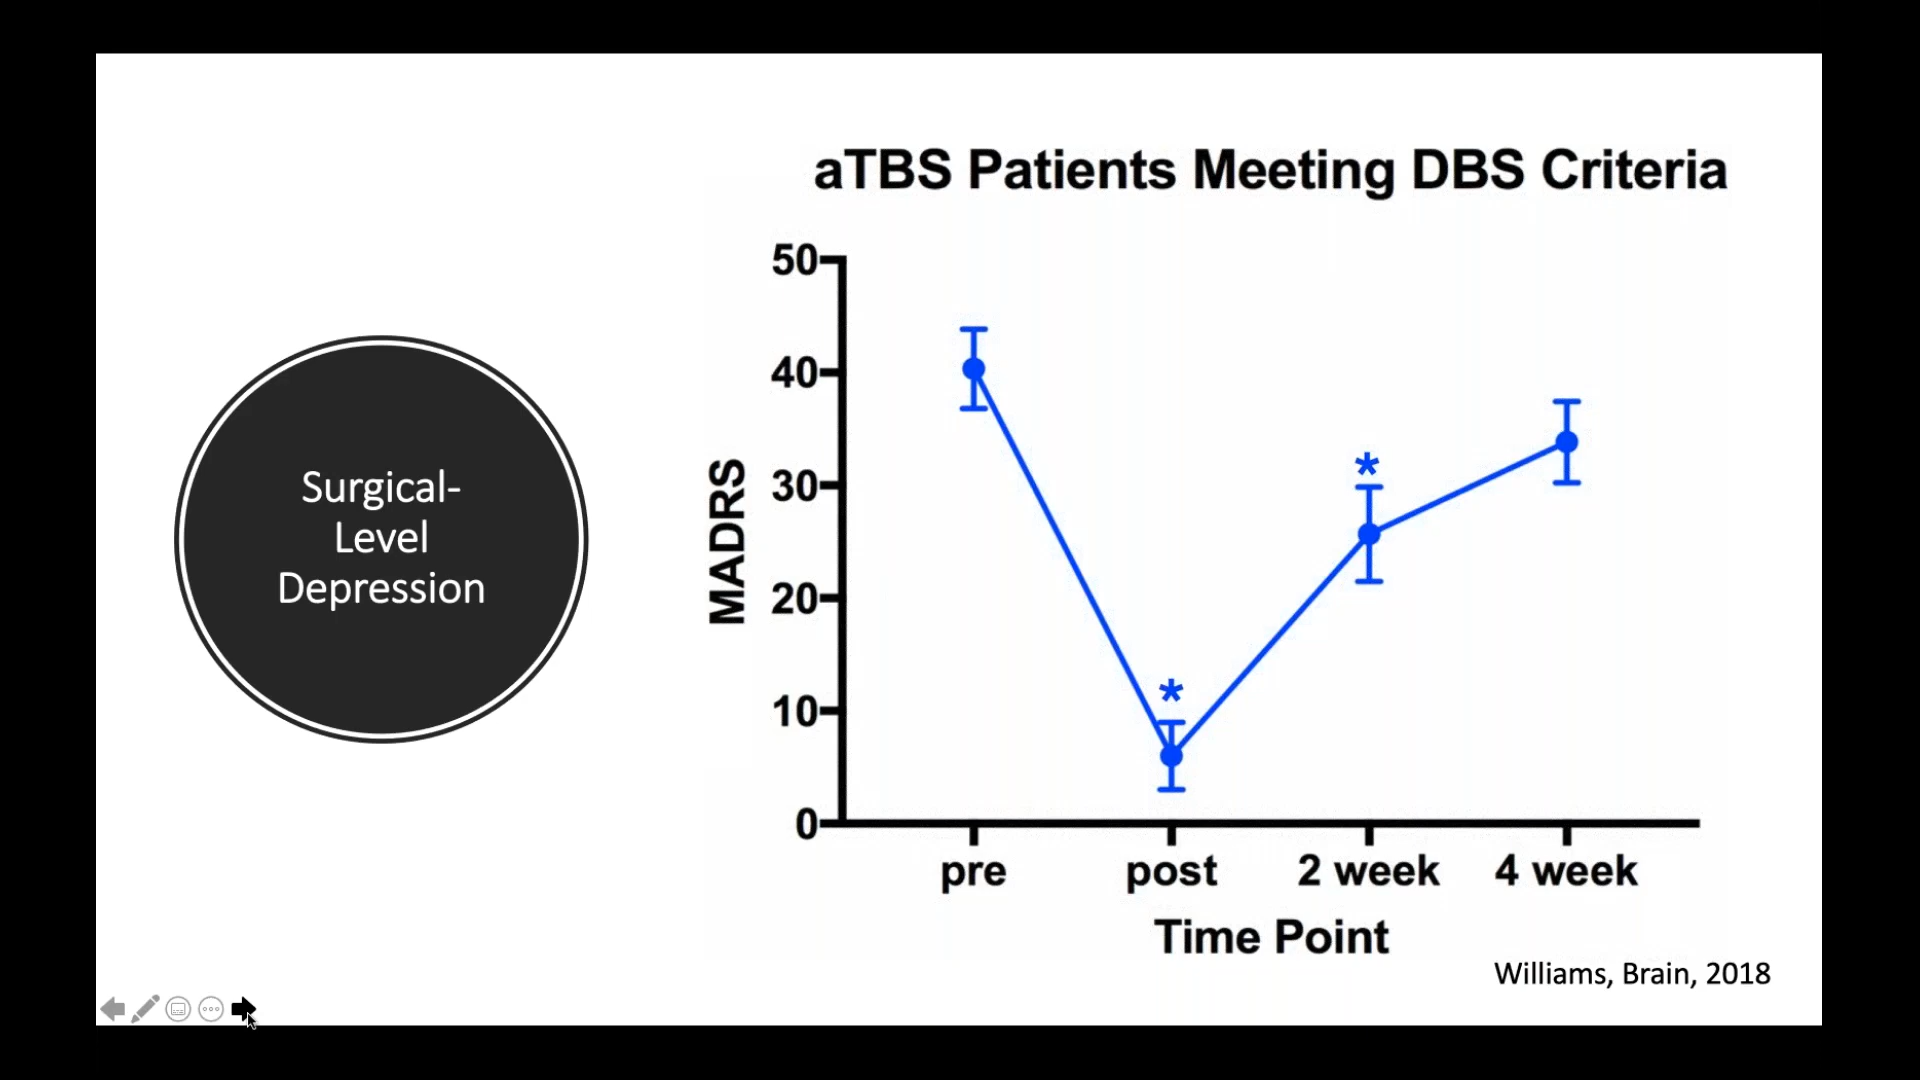 Surgical-
Level
Depression
aTBS Patients Meeting DBS Criteria
MADRS
50
40
30
20
10
0
*
*
pre post 2 week 4 week
Time Point
Williams, Brain, 2018